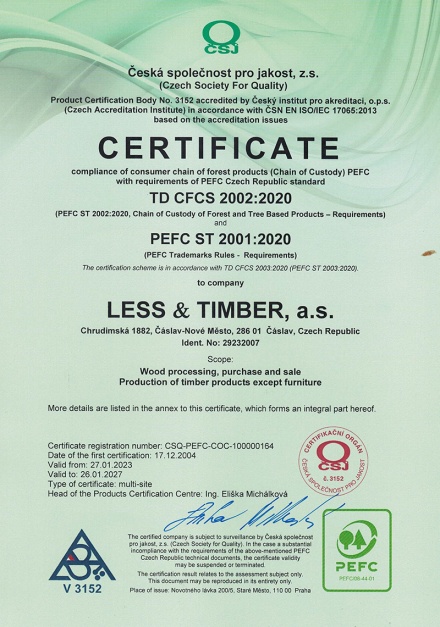 ČSJ
Česká společnost pro jakost, z.s.
(Czech Society For Quality)
Product Certification Body No. 3152 accredited by Český institut pro akreditaci, o.p.s.
(Czech Accreditation Institute) in accordance with ČSN EN ISO/IEC 17065:2013
based on the accreditation issues
CERTIFICATE
compliance of consumer chain of forest products (Chain of Custody) PEFC
with requirements of PEFC Czech Republic standard
TD CFCS 2002:2020
(PEFC ST 2002:2020, Chain of Custody of Forest and Tree Based Products – Requirements)
and
PEFC ST 2001:2020
(PEFC Trademarks Rules - Requirements)
The certification scheme is in accordance with TD CFCS 2003:2020 (PEFC ST 2003:2020).
to company
LESS & TIMBER, a.s.
Chrudimská 1882, Čáslav-Nové Město, 286 01 Čáslav, Czech Republic
Ident. No: 29232007
Scope:
Wood processing, purchase and sale
Production of timber products except furniture
More details are listed in the annex to this certificate, which forms an integral part hereof.
Certificate registration number: CSQ-PEFC-COC-100000164
Date of the first certification: 17.12.2004
Valid from: 27.01.2023
Valid to: 26.01.2027
Type of certificate: multi-site
Head of the Products Certification Centre: Ing. Eliška Michálková
CERTIFIKAČNÍ ORGÁN
ČSJ
č. 3152
ČESKÁ SPOLEČNOST PRO JAKOST
The certified company is subject to surveillance by Česká společnost
pro jakost, z.s. (Czech Society for Quality). In the case a substantial
incompliance with the requirements of the above-mentioned PEFC
Czech Republic technical documents, the certificate validity
may be suspended or terminated.
The certification result relates to the assessment subject only.
This document may be reproduced in its entirety only.
Place of issue: Novotného lávka 200/5, Staré Město, 110 00 Praha
V 3152
PEFC
PEFC/08-44-01